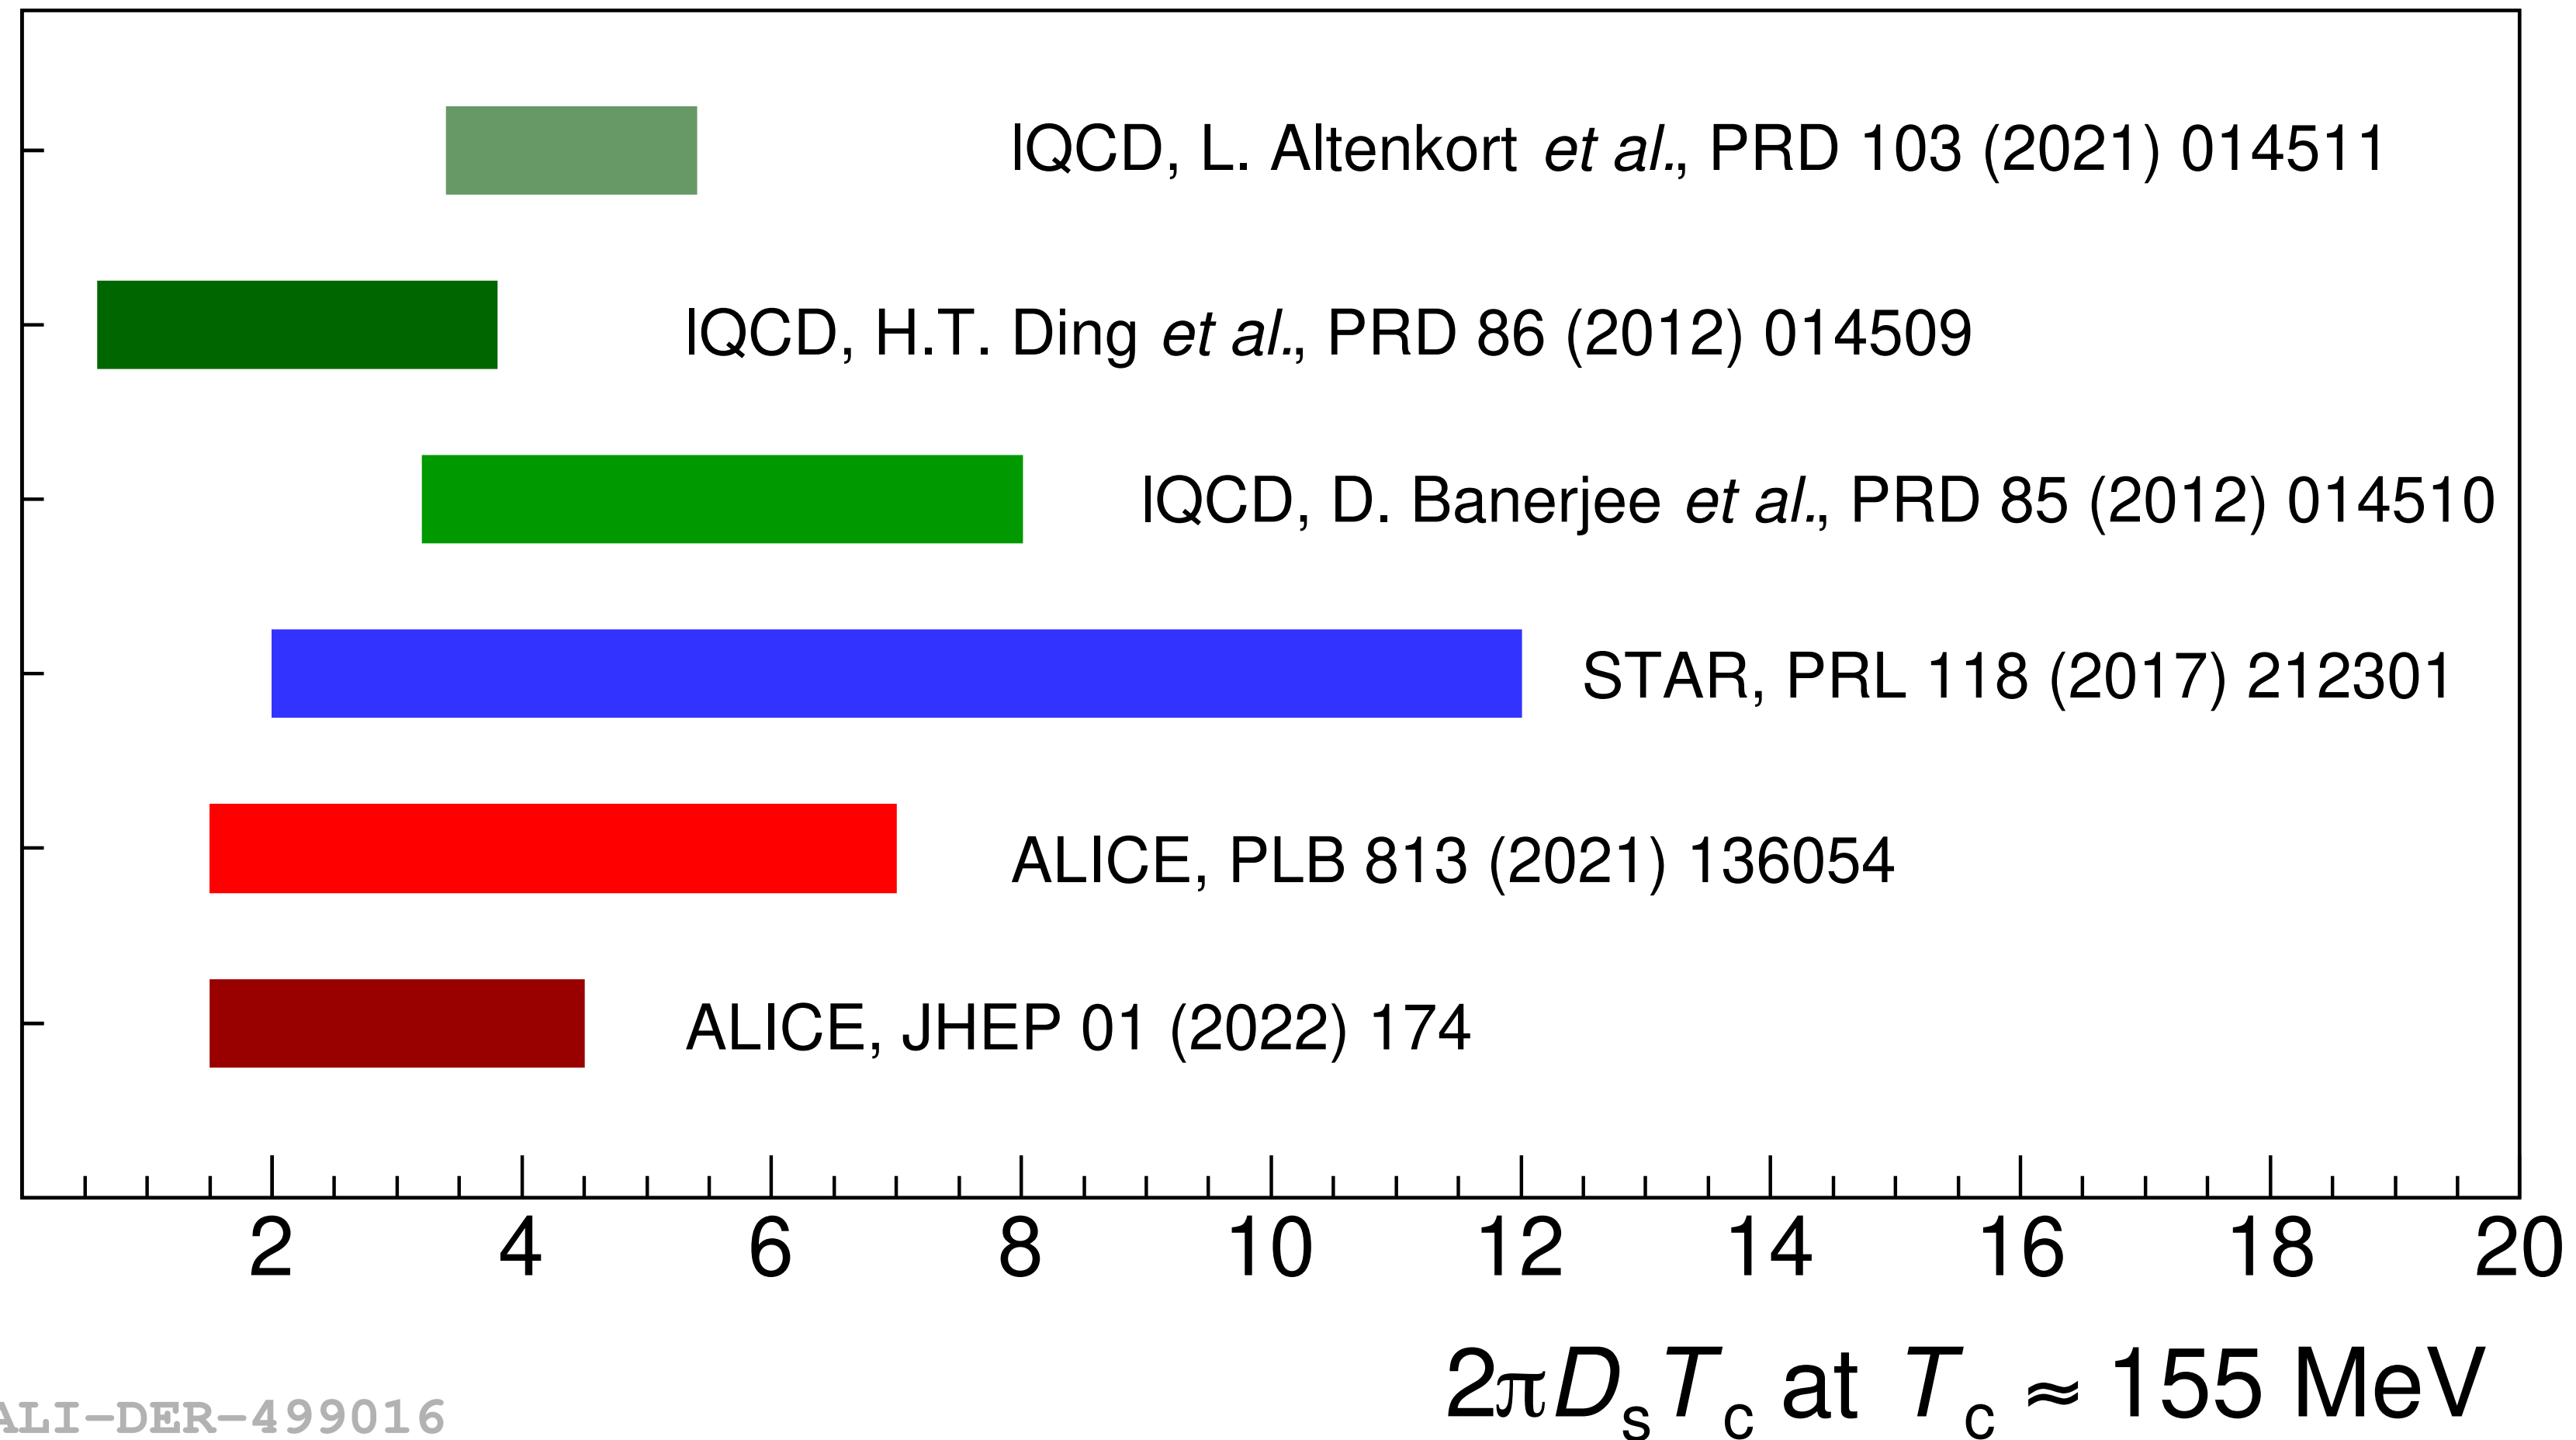 lQCD, L. Altenkort et al., PRD 103 (2021) 014511
lQCD, H.T. Ding et al., PRD 86 (2012) 014509
lQCD, D. Banerjee et al., PRD 85 (2012) 014510
STAR, PRL 118 (2017) 212301
ALICE, PLB 813 (2021) 136054
ALICE, JHEP 01 (2022) 174
2 4 6 8 10 12 14 16 18 20
2πDsTc at Tc ≈ 155 MeV
ALI-DER-499016